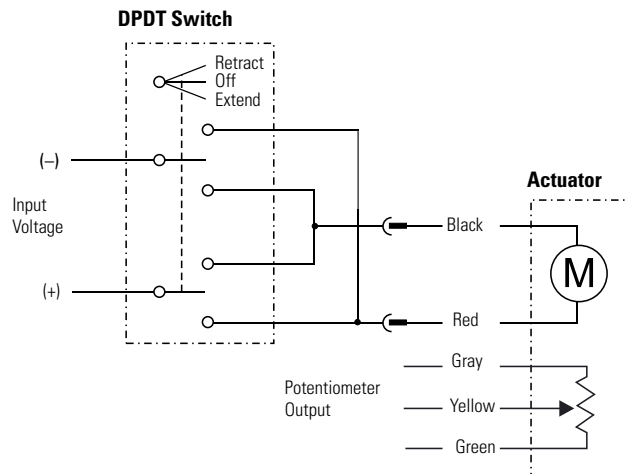 DPDT Switch
Retract
Off
Extend
(–)
Input
Voltage
(+)
Actuator
Black
M
Red
Gray
Potentiometer
Output
Yellow
Green